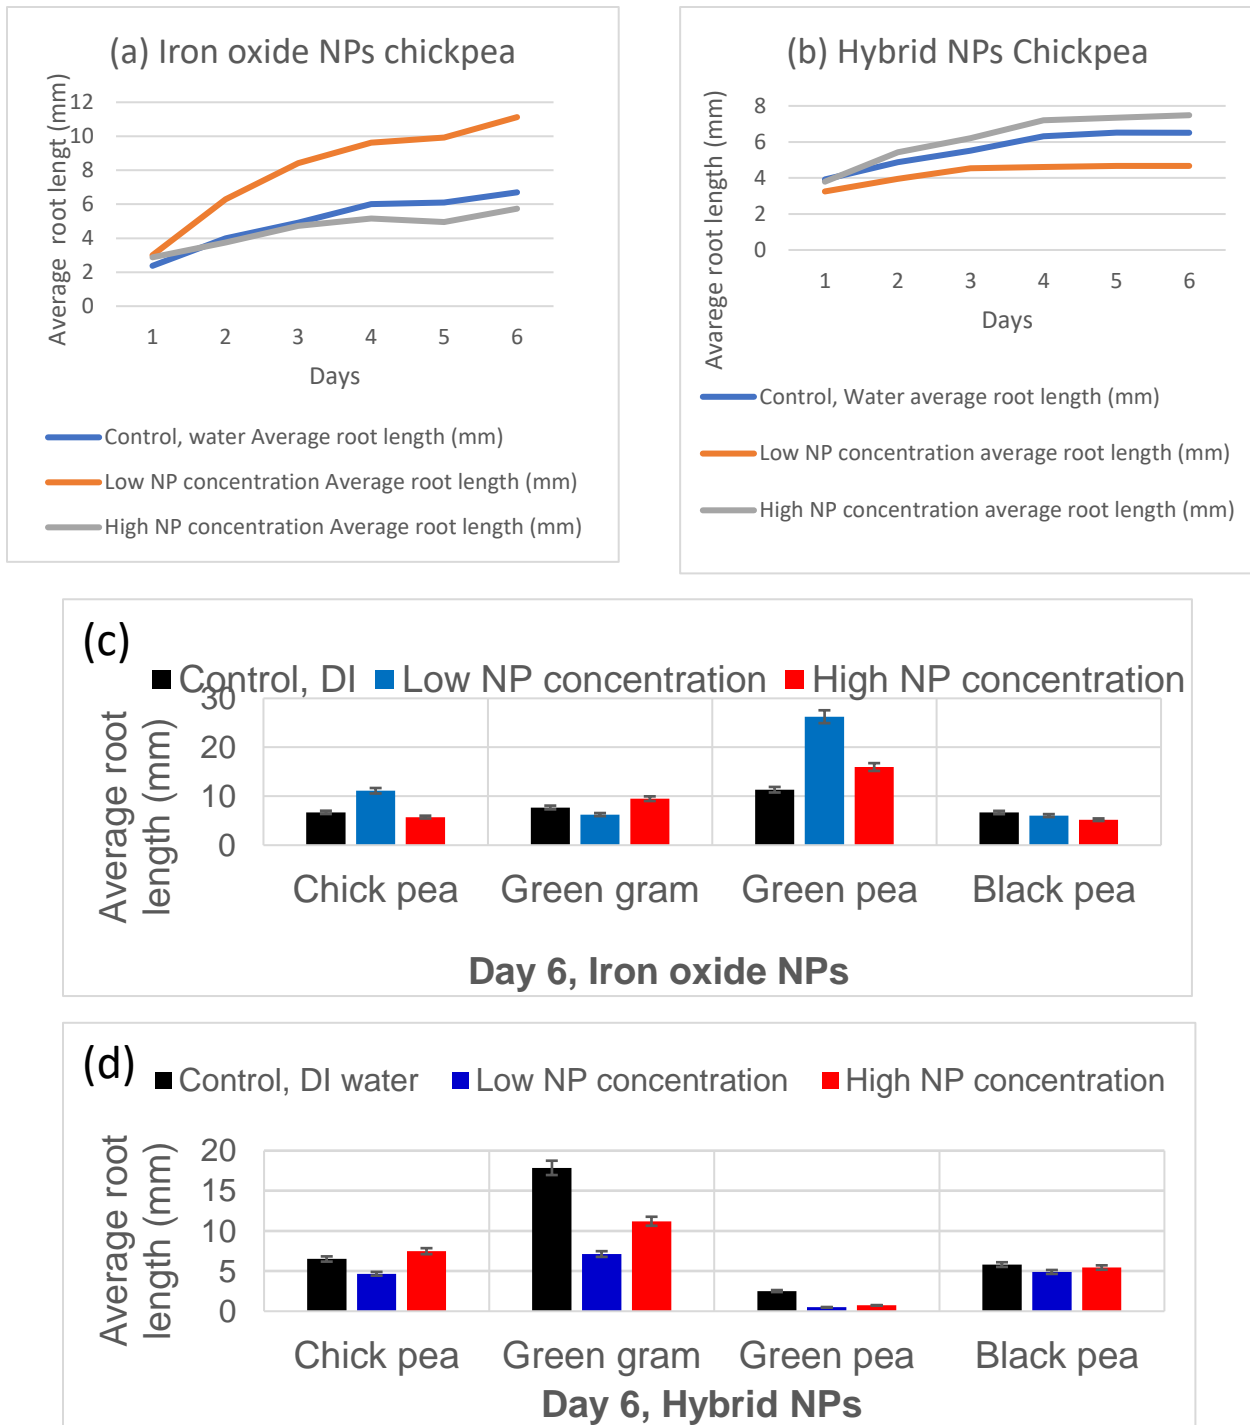 (a) Iron oxide NPs chickpea
Average root lengt (mm)
12
10
8
6
4
2
0
1 2 3 4 5 6
Days
Control, water Average root length (mm)
Low NP concentration Average root length (mm)
High NP concentration Average root length (mm)
(b) Hybrid NPs Chickpea
Avarege root length (mm)
8
6
4
2
0
1 2 3 4 5 6
Days
Control, Water average root length (mm)
Low NP concentration average root length (mm)
High NP concentration average root length (mm)
(c)
Control, DI Low NP concentration High NP concentration
Average root
length (mm)
30
20
10
0
Chick pea Green gram Green pea Black pea
Day 6, Iron oxide NPs
(d)
Control, DI water Low NP concentration High NP concentration
Average root
length (mm)
20
15
10
5
0
Chick pea Green gram Green pea Black pea
Day 6, Hybrid NPs